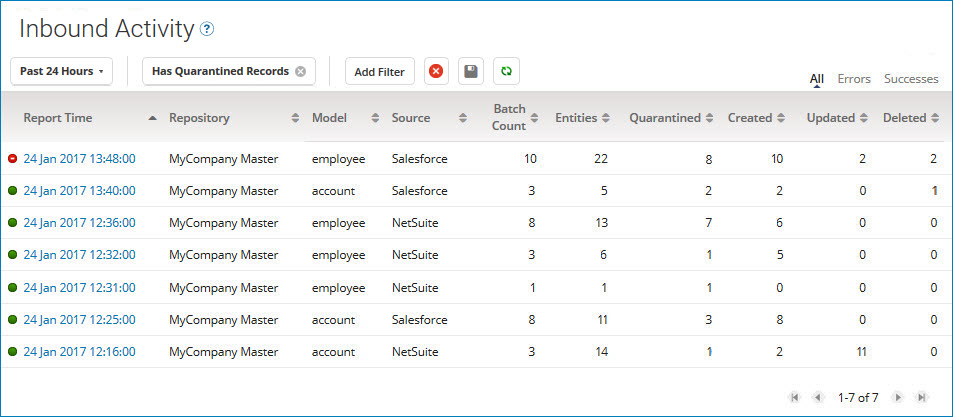 Inbound Activity ?
Past 24 Hours Has Quarantined Records Add Filter
All Errors Successes
Report Time Repository Model Source Batch Count Entities Quarantined Created Updated Deleted
24 Jan 2017 13:48:00 MyCompany Master employee Salesforce 10 22 8 10 2 2
24 Jan 2017 13:40:00 MyCompany Master account Salesforce 3 5 2 2 0 1
24 Jan 2017 12:36:00 MyCompany Master employee NetSuite 8 13 7 6 0 0
24 Jan 2017 12:32:00 MyCompany Master employee NetSuite 3 6 1 5 0 0
24 Jan 2017 12:31:00 MyCompany Master employee NetSuite 1 1 1 0 0 0
24 Jan 2017 12:25:00 MyCompany Master account Salesforce 8 11 3 8 0 0
24 Jan 2017 12:16:00 MyCompany Master account NetSuite 3 14 1 2 11 0
1-7 of 7